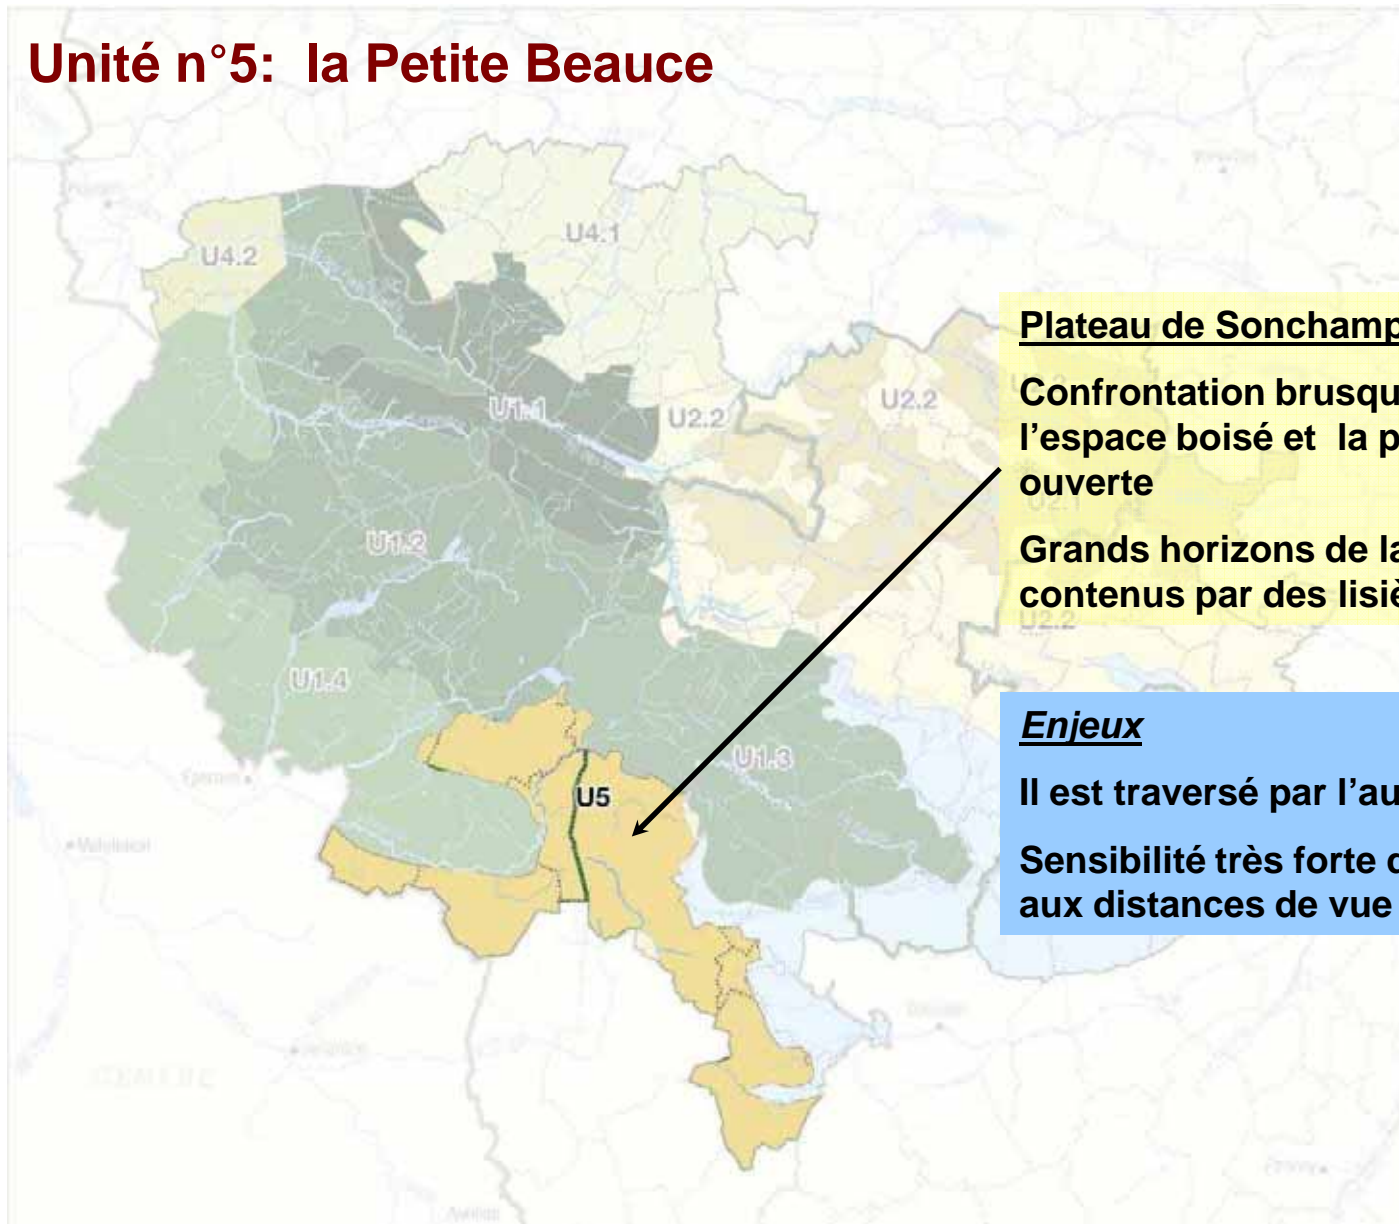 Unité n°5: la Petite Beauce
U4.1
U4.2
U1.1
U2.2
U2.2
U1.2
U1.4
U1.3
U5
Plateau de Sonchamp
Confrontation brusqu
l’espace boisé et la p
ouverte
Grands horizons de la
contenus par des lisiè
U2.2
Enjeux
Il est traversé par l’au
Sensibilité très forte d
aux distances de vue